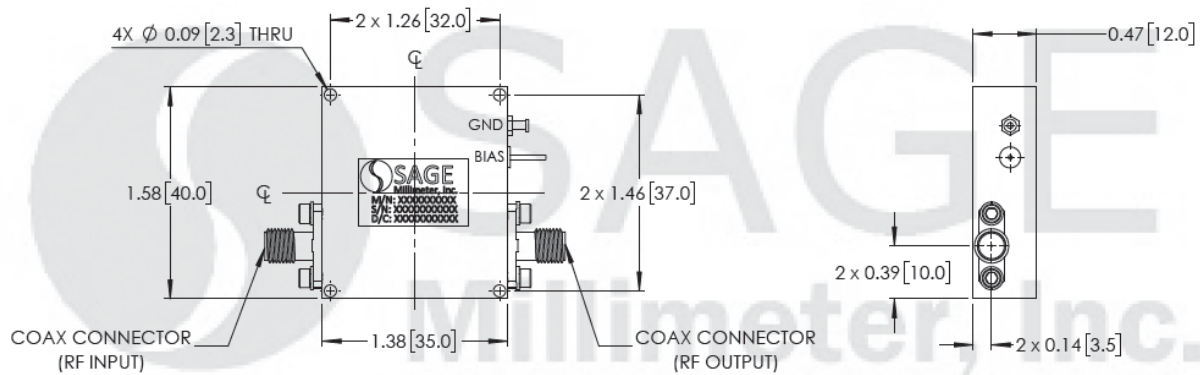 4X Ø 0.09 [2.3] THRU
2 x 1.26 [32.0]
0.47 [12.0]
℄
GND
BIAS
1.58 [40.0]
℄
SAGE
Millimeter, Inc.
M/N: XXXXXXXXXX
S/N: XXXXXXXXXXX
D/C: XXXXXXXXXXX
2 x 1.46 [37.0]
2 x 0.39 [10.0]
COAX CONNECTOR
(RF INPUT)
1.38 [35.0]
COAX CONNECTOR
(RF OUTPUT)
2 x 0.14 [3.5]
SAGE
Millimeter, Inc.